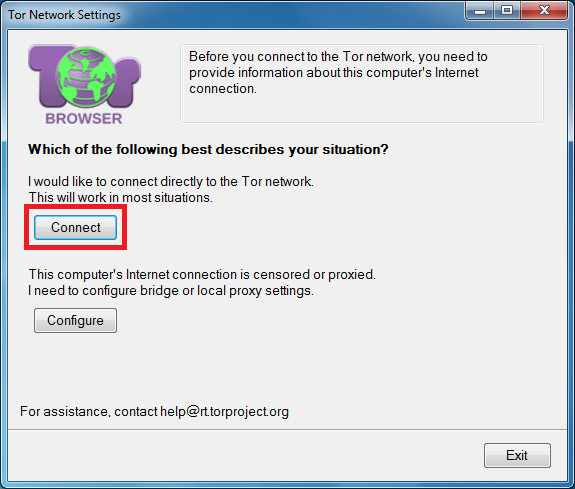 Tor Network Settings
Tor
BROWSER
Before you connect to the Tor network, you need to
provide information about this computer's Internet
connection.
Which of the following best describes your situation?
I would like to connect directly to the Tor network.
This will work in most situations.
Connect
This computer's Internet connection is censored or proxied.
I need to configure bridge or local proxy settings.
Configure
For assistance, contact help@rt.torproject.org
Exit